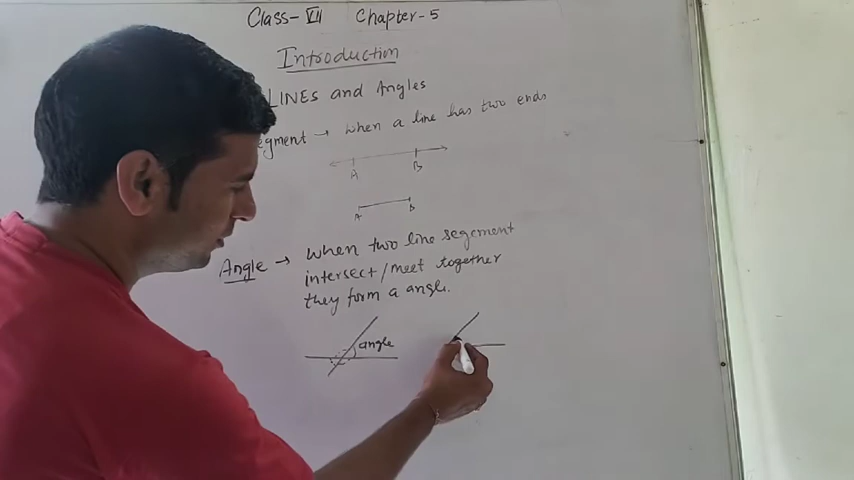 Class-VII Chapter-5
Introduction
LINES and Angles
egment → when a line has two ends
A B
A B
Angle → when two line segement
intersect/meet together
they form a angle.
angle